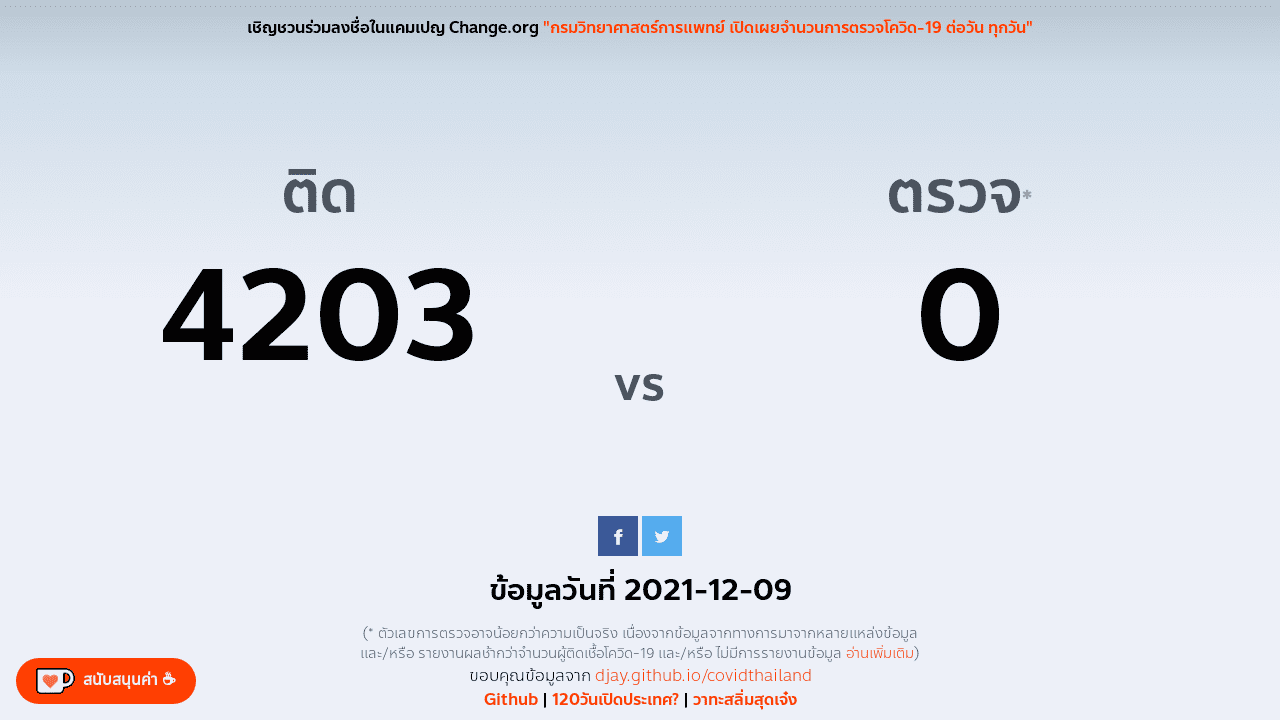 เชิญชวนร่วมลงชื่อในแคมเปญ Change.org "กรมวิทยาศาสตร์การแพทย์ เปิดเผยจำนวนการตรวจโควิด-19 ต่อวัน ทุกวัน"
ติด
ตรวจ*
4203
0
vs
ข้อมูลวันที่ 2021-12-09
(* ตัวเลขการตรวจอาจน้อยกว่าความเป็นจริง เนื่องจากข้อมูลจากทางการมาจากหลายแหล่งข้อมูล
และ/หรือ รายงานผลช้ากว่าจำนวนผู้ติดเชื้อโควิด-19 และ/หรือ ไม่มีการรายงานข้อมูล อ่านเพิ่มเติม)
ขอบคุณข้อมูลจาก djay.github.io/covidthailand
Github | 120วันเปิดประเทศ? | วาทะสลิ่มสุดเจ๋ง
สนับสนุนค่า ☕